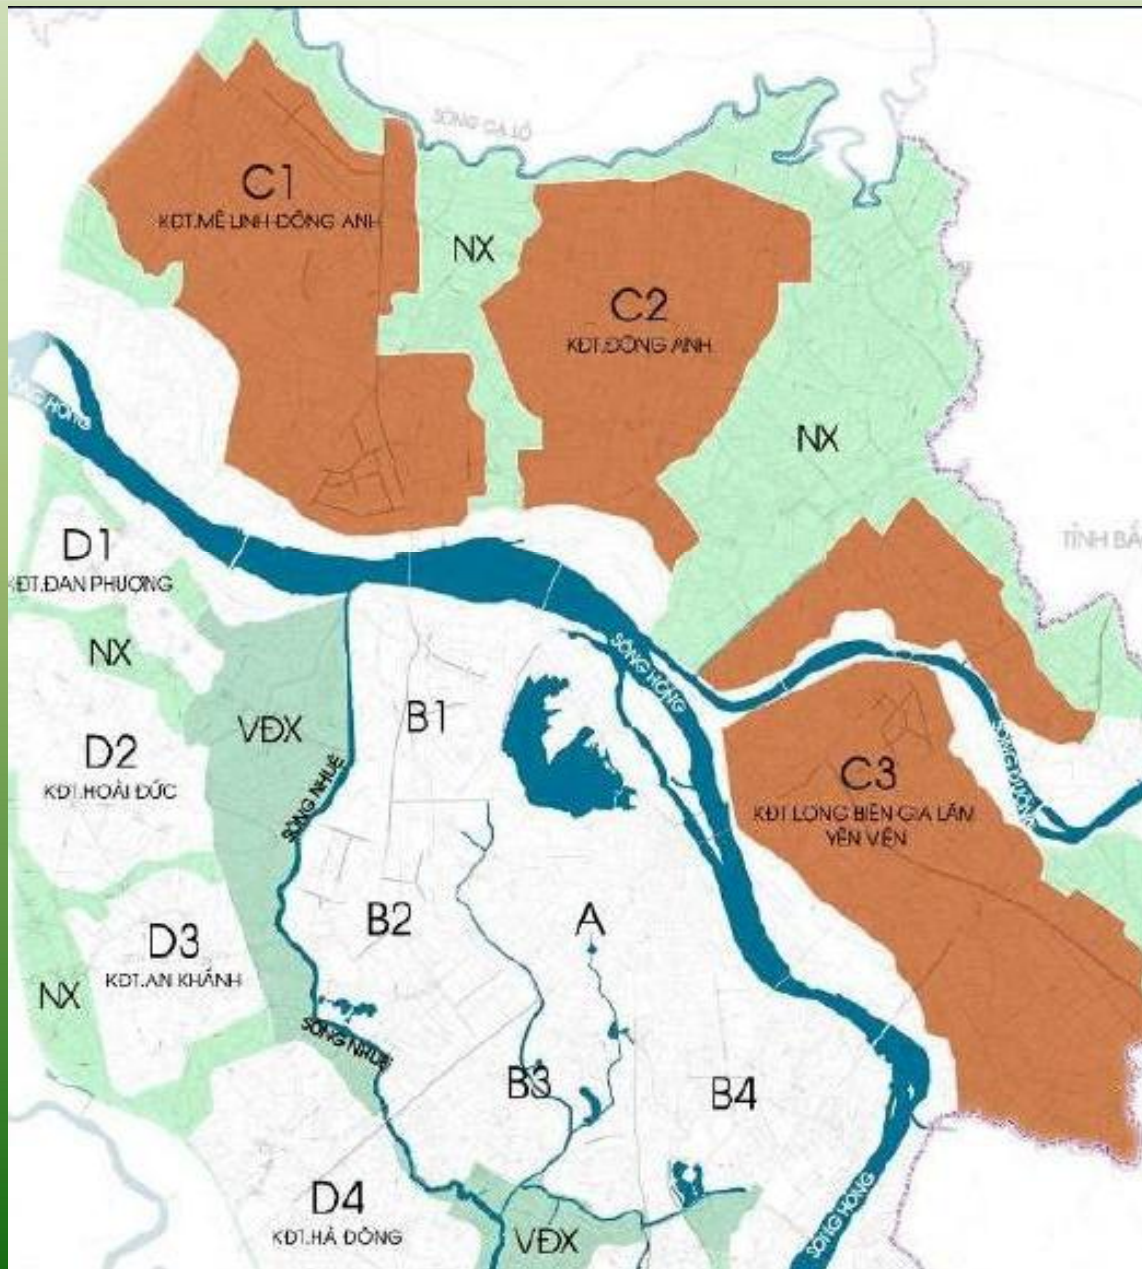 SÔNG CÀ LỒ
C1
KĐT.MÊ LINH-ĐÔNG ANH
NX
C2
KĐT.ĐÔNG ANH
NX
HỒNG
D1
KĐT.ĐAN PHƯỢNG
TỈNH BẮ
NX
SÔNG HỒNG
VĐX
B1
D2
KĐT.HOÀI ĐỨC
SÔNG NHUỆ
C3
KĐT.LONG BIÊN GIA LÂM
YÊN VIÊN
SÔNG ĐUỐNG
B2
A
D3
KĐT.AN KHÁNH
NX
SÔNG NHUỆ
B3
B4
D4
KĐT.HÀ ĐÔNG
VĐX
SÔNG HỒNG